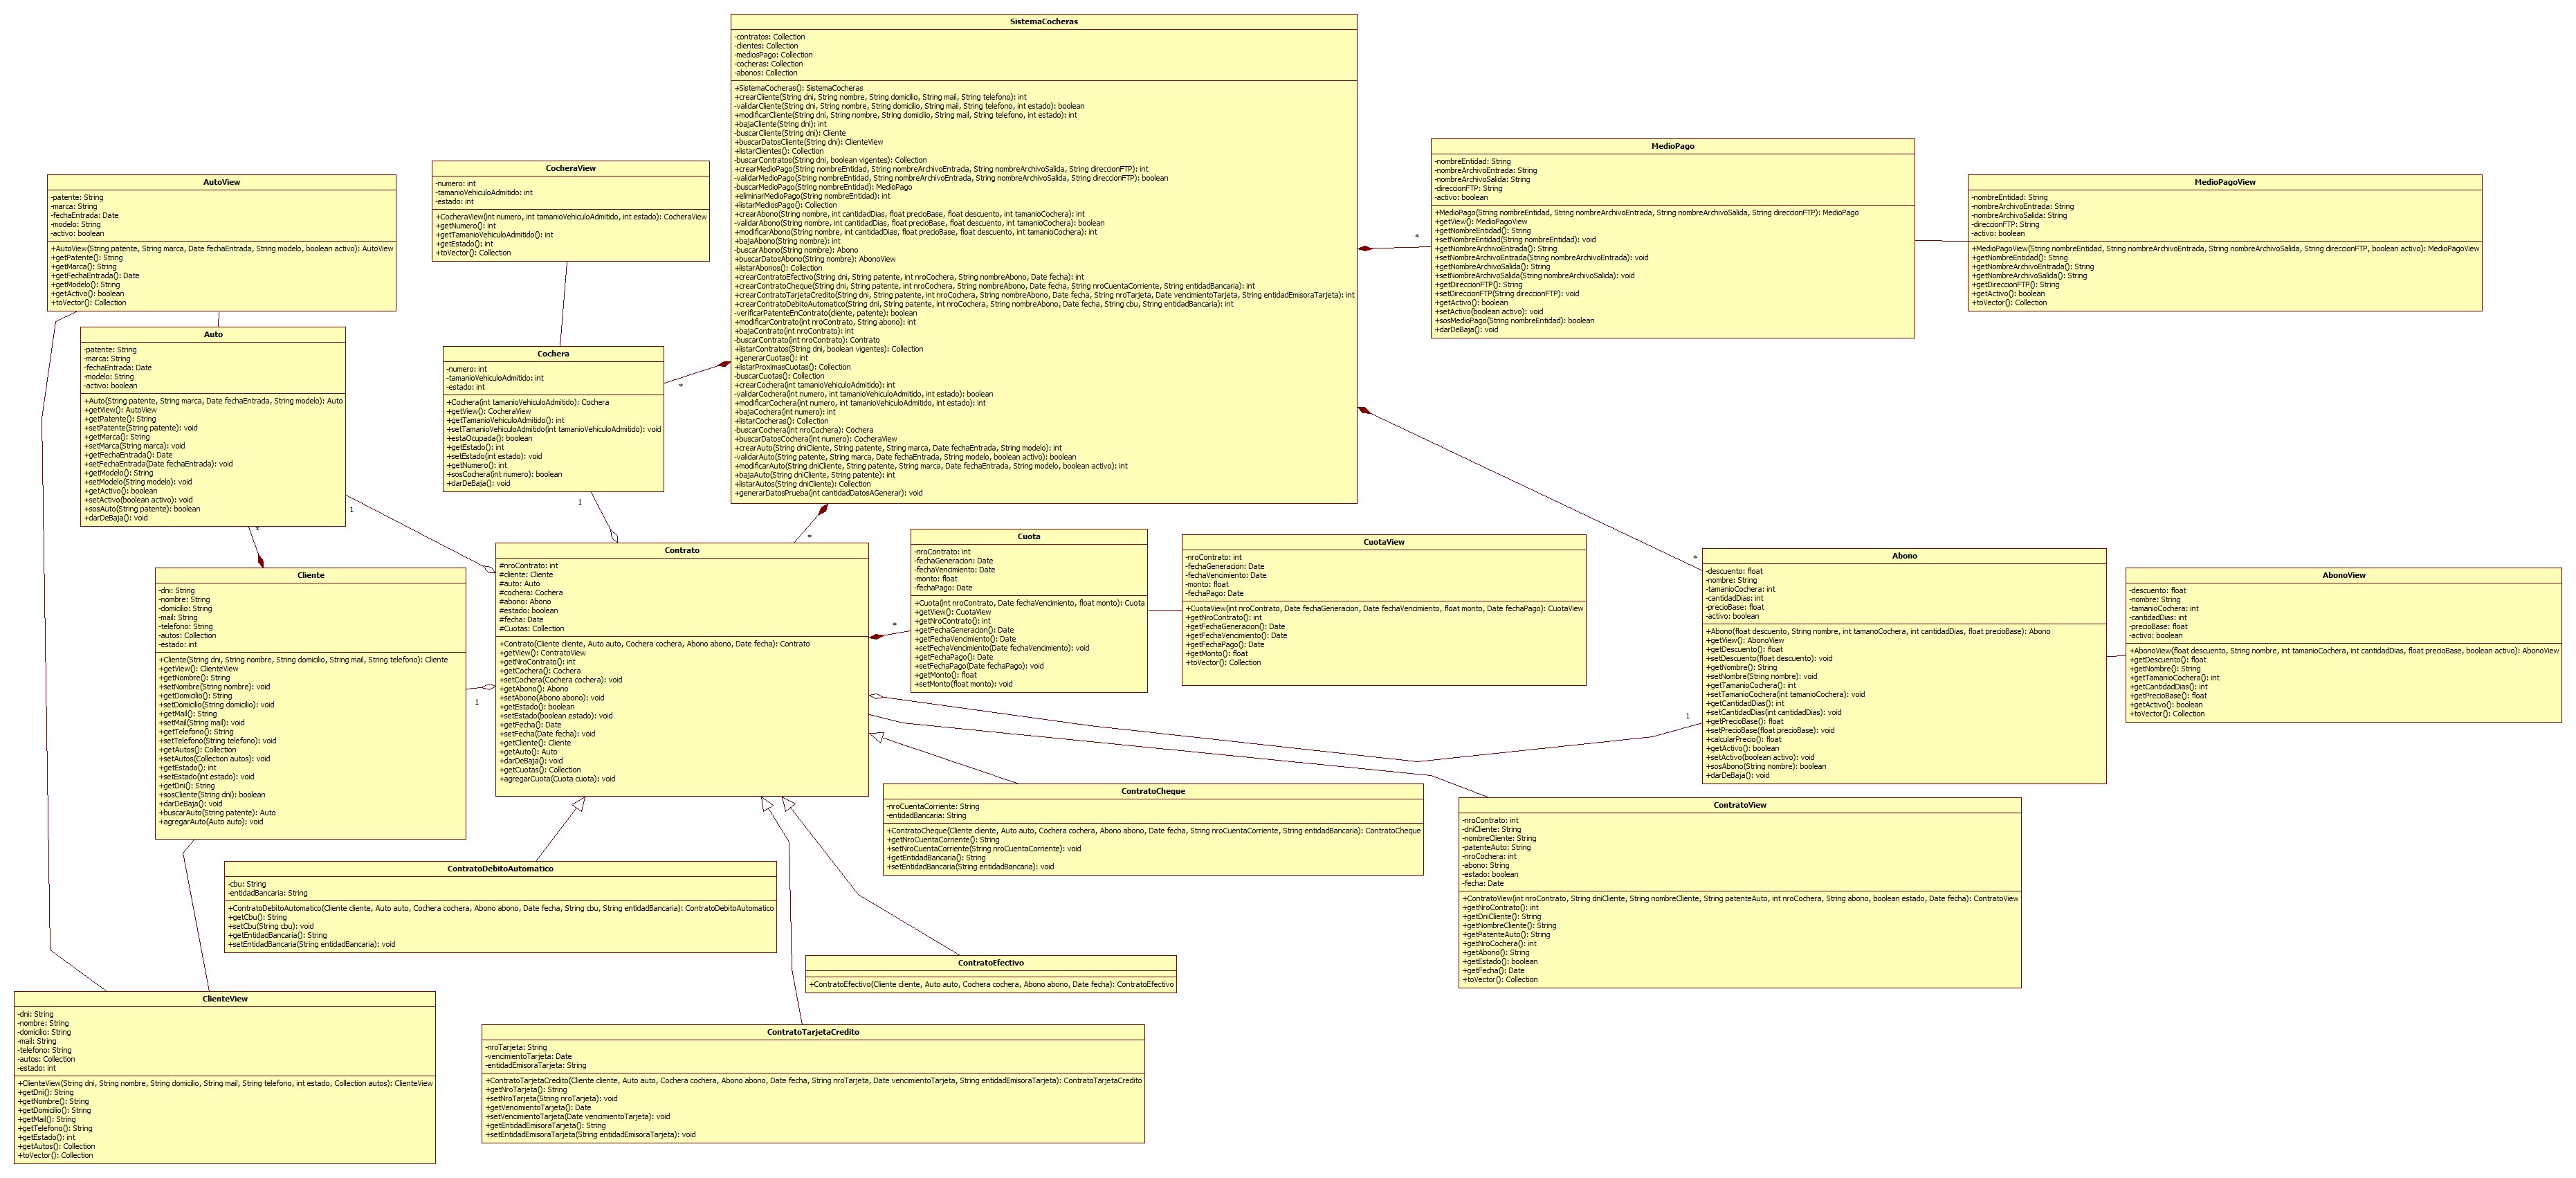 SistemaCocheras
-contratos: Collection
-clientes: Collection
-mediosPago: Collection
-cocheras: Collection
-abonos: Collection
+SistemaCocheras(): SistemaCocheras
+crearCliente(String dni, String nombre, String domicilio, String mail, String telefono): int
-validarCliente(String dni, String nombre, String domicilio, String mail, String telefono, int estado): boolean
+modificarCliente(String dni, String nombre, String domicilio, String mail, String telefono, int estado): int
+bajaCliente(String dni): int
-buscarCliente(String dni): Cliente
+buscarDatosCliente(String dni): ClienteView
+listarClientes(): Collection
-buscarContratos(String dni, boolean vigentes): Collection
+crearMedioPago(String nombreEntidad, String nombreArchivoEntrada, String nombreArchivoSalida, String direccionFTP): int
-validarMedioPago(String nombreEntidad, String nombreArchivoEntrada, String nombreArchivoSalida, String direccionFTP): boolean
-buscarMedioPago(String nombreEntidad): MedioPago
+eliminarMedioPago(String nombreEntidad): int
+listarMediosPago(): Collection
+crearAbono(String nombre, int cantidadDias, float precioBase, float descuento, int tamanioCochera): int
-validarAbono(String nombre, int cantidadDias, float precioBase, float descuento, int tamanioCochera): boolean
+modificarAbono(String nombre, int cantidadDias, float precioBase, float descuento, int tamanioCochera): int
+bajaAbono(String nombre): int
-buscarAbono(String nombre): Abono
+buscarDatosAbono(String nombre): AbonoView
+listarAbonos(): Collection
+crearContratoEfectivo(String dni, String patente, int nroCochera, String nombreAbono, Date fecha): int
+crearContratoCheque(String dni, String patente, int nroCochera, String nombreAbono, Date fecha, String nroCuentaCorriente, String entidadBancaria): int
+crearContratoTarjetaCredito(String dni, String patente, int nroCochera, String nombreAbono, Date fecha, String nroTarjeta, Date vencimientoTarjeta, String entidadEmisoraTarjeta): int
+crearContratoDebitoAutomatico(String dni, String patente, int nroCochera, String nombreAbono, Date fecha, String cbu, String entidadBancaria): int
-verificarPatenteEnContrato(cliente, patente): boolean
+modificarContrato(int nroContrato, String abono): int
+bajaContrato(int nroContrato): int
-buscarContrato(int nroContrato): Contrato
+listarContratos(String dni, boolean vigentes): Collection
+generarCuotas(): int
+listarProximasCuotas(): Collection
-buscarCuotas(): Collection
+crearCochera(int tamanioVehiculoAdmitido): int
-validarCochera(int numero, int tamanioVehiculoAdmitido, int estado): boolean
+modificarCochera(int numero, int tamanioVehiculoAdmitido, int estado): int
+bajaCochera(int numero): int
+listarCocheras(): Collection
-buscarCochera(int nroCochera): Cochera
+buscarDatosCochera(int numero): CocheraView
+crearAuto(String dniCliente, String patente, String marca, Date fechaEntrada, String modelo): int
-validarAuto(String patente, String marca, Date fechaEntrada, String modelo, boolean activo): boolean
+modificarAuto(String dniCliente, String patente, String marca, Date fechaEntrada, String modelo, boolean activo): int
+bajaAuto(String dniCliente, String patente): int
+listarAutos(String dniCliente): Collection
+generarDatosPrueba(int cantidadDatosAGenerar): void
MedioPago
-nombreEntidad: String
-nombreArchivoEntrada: String
-nombreArchivoSalida: String
-direccionFTP: String
-activo: boolean
+MedioPago(String nombreEntidad, String nombreArchivoEntrada, String nombreArchivoSalida, String direccionFTP): MedioPago
+getView(): MedioPagoView
+getNombreEntidad(): String
+setNombreEntidad(String nombreEntidad): void
+getNombreArchivoEntrada(): String
+setNombreArchivoEntrada(String nombreArchivoEntrada): void
+getNombreArchivoSalida(): String
+setNombreArchivoSalida(String nombreArchivoSalida): void
+getDireccionFTP(): String
+setDireccionFTP(String direccionFTP): void
+getActivo(): boolean
+setActivo(boolean activo): void
+sosMedioPago(String nombreEntidad): boolean
+darDeBaja(): void
MedioPagoView
-nombreEntidad: String
-nombreArchivoEntrada: String
-nombreArchivoSalida: String
-direccionFTP: String
-activo: boolean
+MedioPagoView(String nombreEntidad, String nombreArchivoEntrada, String nombreArchivoSalida, String direccionFTP, boolean activo): MedioPagoView
+getNombreEntidad(): String
+getNombreArchivoEntrada(): String
+getNombreArchivoSalida(): String
+getDireccionFTP(): String
+getActivo(): boolean
+toVector(): Collection
CocheraView
-numero: int
-tamanioVehiculoAdmitido: int
-estado: int
+CocheraView(int numero, int tamanioVehiculoAdmitido, int estado): CocheraView
+getNumero(): int
+getTamanioVehiculoAdmitido(): int
+getEstado(): int
+toVector(): Collection
AutoView
-patente: String
-marca: String
-fechaEntrada: Date
-modelo: String
-activo: boolean
+AutoView(String patente, String marca, Date fechaEntrada, String modelo, boolean activo): AutoView
+getPatente(): String
+getMarca(): String
+getFechaEntrada(): Date
+getModelo(): String
+getActivo(): boolean
+toVector(): Collection
Auto
-patente: String
-marca: String
-fechaEntrada: Date
-modelo: String
-activo: boolean
+Auto(String patente, String marca, Date fechaEntrada, String modelo): Auto
+getView(): AutoView
+getPatente(): String
+setPatente(String patente): void
+getMarca(): String
+setMarca(String marca): void
+getFechaEntrada(): Date
+setFechaEntrada(Date fechaEntrada): void
+getModelo(): String
+setModelo(String modelo): void
+getActivo(): boolean
+setActivo(boolean activo): void
+sosAuto(String patente): boolean
+darDeBaja(): void
Cochera
-numero: int
-tamanioVehiculoAdmitido: int
-estado: int
+Cochera(int tamanioVehiculoAdmitido): Cochera
+getView(): CocheraView
+getTamanioVehiculoAdmitido(): int
+setTamanioVehiculoAdmitido(int tamanioVehiculoAdmitido): void
+estaOcupada(): boolean
+getEstado(): int
+setEstado(int estado): void
+getNumero(): int
+sosCochera(int numero): boolean
+darDeBaja(): void
*
*
1
1
*
*
*
*
1
1
Cliente
-dni: String
-nombre: String
-domicilio: String
-mail: String
-telefono: String
-autos: Collection
-estado: int
+Cliente(String dni, String nombre, String domicilio, String mail, String telefono): Cliente
+getView(): ClienteView
+getNombre(): String
+setNombre(String nombre): void
+getDomicilio(): String
+setDomicilio(String domicilio): void
+getMail(): String
+setMail(String mail): void
+getTelefono(): String
+setTelefono(String telefono): void
+getAutos(): Collection
+setAutos(Collection autos): void
+getEstado(): int
+setEstado(int estado): void
+getDni(): String
+sosCliente(String dni): boolean
+darDeBaja(): void
+buscarAuto(String patente): Auto
+agregarAuto(Auto auto): void
Contrato
#nroContrato: int
#cliente: Cliente
#auto: Auto
#cochera: Cochera
#abono: Abono
#estado: boolean
#fecha: Date
#Cuotas: Collection
+Contrato(Cliente cliente, Auto auto, Cochera cochera, Abono abono, Date fecha): Contrato
+getView(): ContratoView
+getNroContrato(): int
+getCochera(): Cochera
+setCochera(Cochera cochera): void
+getAbono(): Abono
+setAbono(Abono abono): void
+getEstado(): boolean
+setEstado(boolean estado): void
+getFecha(): Date
+setFecha(Date fecha): void
+getCliente(): Cliente
+getAuto(): Auto
+darDeBaja(): void
+getCuotas(): Collection
+agregarCuota(Cuota cuota): void
Cuota
-nroContrato: int
-fechaGeneracion: Date
-fechaVencimiento: Date
-monto: float
-fechaPago: Date
+Cuota(int nroContrato, Date fechaVencimiento, float monto): Cuota
+getView(): CuotaView
+getNroContrato(): int
+getFechaGeneracion(): Date
+getFechaVencimiento(): Date
+setFechaVencimiento(Date fechaVencimiento): void
+getFechaPago(): Date
+setFechaPago(Date fechaPago): void
+getMonto(): float
+setMonto(float monto): void
CuotaView
-nroContrato: int
-fechaGeneracion: Date
-fechaVencimiento: Date
-monto: float
-fechaPago: Date
+CuotaView(int nroContrato, Date fechaGeneracion, Date fechaVencimiento, float monto, Date fechaPago): CuotaView
+getNroContrato(): int
+getFechaGeneracion(): Date
+getFechaVencimiento(): Date
+getFechaPago(): Date
+getMonto(): float
+toVector(): Collection
Abono
-descuento: float
-nombre: String
-tamanioCochera: int
-cantidadDias: int
-precioBase: float
-activo: boolean
+Abono(float descuento, String nombre, int tamanoCochera, int cantidadDias, float precioBase): Abono
+getView(): AbonoView
+getDescuento(): float
+setDescuento(float descuento): void
+getNombre(): String
+setNombre(String nombre): void
+getTamanioCochera(): int
+setTamanioCochera(int tamanioCochera): void
+getCantidadDias(): int
+setCantidadDias(int cantidadDias): void
+getPrecioBase(): float
+setPrecioBase(float precioBase): void
+calcularPrecio(): float
+getActivo(): boolean
+setActivo(boolean activo): void
+sosAbono(String nombre): boolean
+darDeBaja(): void
AbonoView
-descuento: float
-nombre: String
-tamanioCochera: int
-cantidadDias: int
-precioBase: float
-activo: boolean
+AbonoView(float descuento, String nombre, int tamanioCochera, int cantidadDias, float precioBase, boolean activo): AbonoView
+getDescuento(): float
+getNombre(): String
+getTamanioCochera(): int
+getCantidadDias(): int
+getPrecioBase(): float
+getActivo(): boolean
+toVector(): Collection
ContratoCheque
-nroCuentaCorriente: String
-entidadBancaria: String
+ContratoCheque(Cliente cliente, Auto auto, Cochera cochera, Abono abono, Date fecha, String nroCuentaCorriente, String entidadBancaria): ContratoCheque
+getNroCuentaCorriente(): String
+setNroCuentaCorriente(String nroCuentaCorriente): void
+getEntidadBancaria(): String
+setEntidadBancaria(String entidadBancaria): void
ContratoView
-nroContrato: int
-dniCliente: String
-nombreCliente: String
-patenteAuto: String
-nroCochera: int
-abono: String
-estado: boolean
-fecha: Date
+ContratoView(int nroContrato, String dniCliente, String nombreCliente, String patenteAuto, int nroCochera, String abono, boolean estado, Date fecha): ContratoView
+getNroContrato(): int
+getDniCliente(): String
+getNombreCliente(): String
+getPatenteAuto(): String
+getNroCochera(): int
+getAbono(): String
+getEstado(): boolean
+getFecha(): Date
+toVector(): Collection
ContratoDebitoAutomatico
-cbu: String
-entidadBancaria: String
+ContratoDebitoAutomatico(Cliente cliente, Auto auto, Cochera cochera, Abono abono, Date fecha, String cbu, String entidadBancaria): ContratoDebitoAutomatico
+getCbu(): String
+setCbu(String cbu): void
+getEntidadBancaria(): String
+setEntidadBancaria(String entidadBancaria): void
ContratoEfectivo
+ContratoEfectivo(Cliente cliente, Auto auto, Cochera cochera, Abono abono, Date fecha): ContratoEfectivo
ClienteView
-dni: String
-nombre: String
-domicilio: String
-mail: String
-telefono: String
-autos: Collection
-estado: int
+ClienteView(String dni, String nombre, String domicilio, String mail, String telefono, int estado, Collection autos): ClienteView
+getDni(): String
+getNombre(): String
+getDomicilio(): String
+getMail(): String
+getTelefono(): String
+getEstado(): int
+getAutos(): Collection
+toVector(): Collection
ContratoTarjetaCredito
-nroTarjeta: String
-vencimientoTarjeta: Date
-entidadEmisoraTarjeta: String
+ContratoTarjetaCredito(Cliente cliente, Auto auto, Cochera cochera, Abono abono, Date fecha, String nroTarjeta, Date vencimientoTarjeta, String entidadEmisoraTarjeta): ContratoTarjetaCredito
+getNroTarjeta(): String
+setNroTarjeta(String nroTarjeta): void
+getVencimientoTarjeta(): Date
+setVencimientoTarjeta(Date vencimientoTarjeta): void
+getEntidadEmisoraTarjeta(): String
+setEntidadEmisoraTarjeta(String entidadEmisoraTarjeta): void